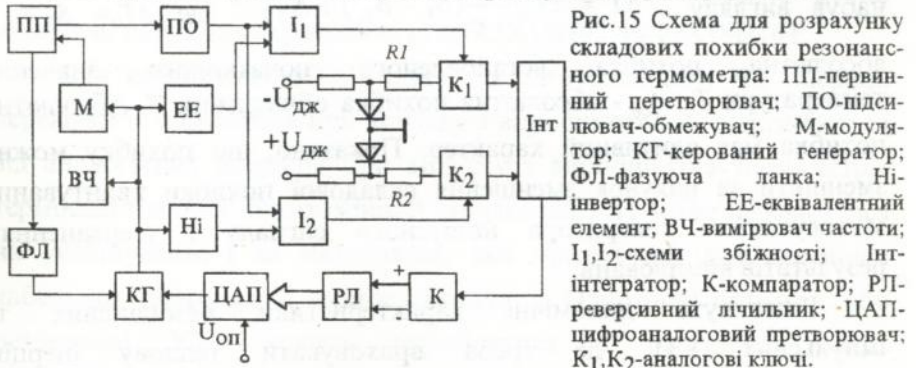 ПП
ПО
I1
М
ЕЕ
ВЧ
ФЛ
Ні
I2
R1
R2
Uдж
+Uдж
К1
К2
Інт
КГ
ЦАП
РЛ
+
К
Uоп
Рис.15 Схема для розрахунку
складових похибки резонанс-
ного термометра: ПП-первин-
ний перетворювач; ПО-підси-
лювач-обмежувач; М-модуля-
тор; КГ-керований генератор;
ФЛ-фазуюча ланка; Ні-
інвертор; ЕЕ-еквівалентний
елемент; ВЧ-вимірювач частоти;
I1,I2-схеми збіжності; Інт-
інтегратор; К-компаратор; РЛ-
реверсивний лічильник; ЦАП-
цифроаналоговий претворювач;
К1,К2-аналогові ключі.